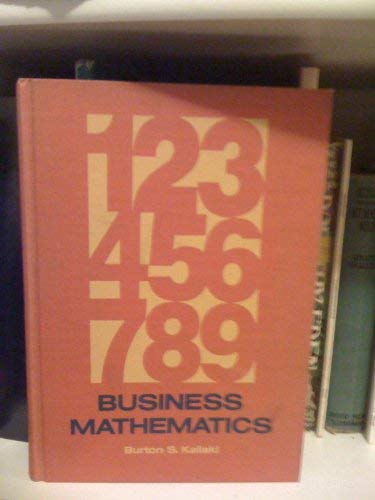 123
456
789
BUSINESS
MATHEMATICS
Burton S. Kaliski